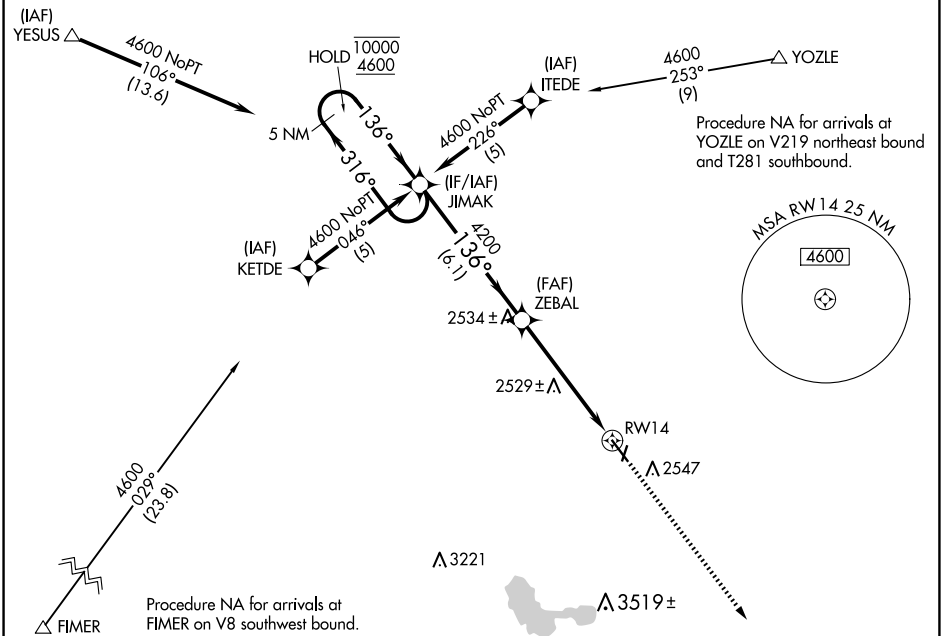 (IAF)
YESUS
4600 NoPT
106°
(13.6)
HOLD
10000
4600
5 NM
136°
316°
(IAF)
ITEDE
4600 NoPT
226°
(5)
4600
253°
(9)
YOZLE
Procedure NA for arrivals at
YOZLE on V219 northeast bound
and T281 southbound.
(IF/IAF)
JIMAK
4600 NoPT
046°
(5)
(IAF)
KETDE
4200
136°
(6.1)
(FAF)
ZEBAL
2534 ±
2529 ±
MSA RW14 25 NM
4600
RW14
2547
4600
029°
(23.8)
3221
3519 ±
FIMER
Procedure NA for arrivals at
FIMER on V8 southwest bound.